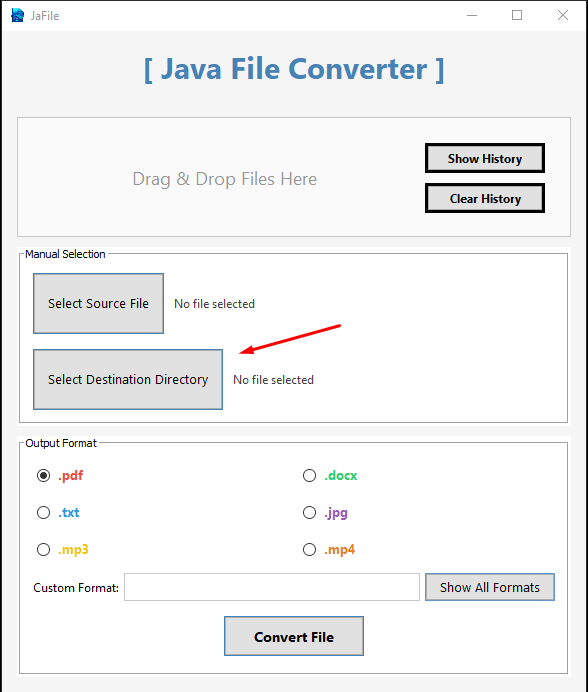 JaFile
[ Java File Converter ]
Drag & Drop Files Here
Show History
Clear History
Manual Selection
Select Source File No file selected
Select Destination Directory No file selected
Output Format
.pdf .docx
.txt .jpg
.mp3 .mp4
Custom Format: Show All Formats
Convert File